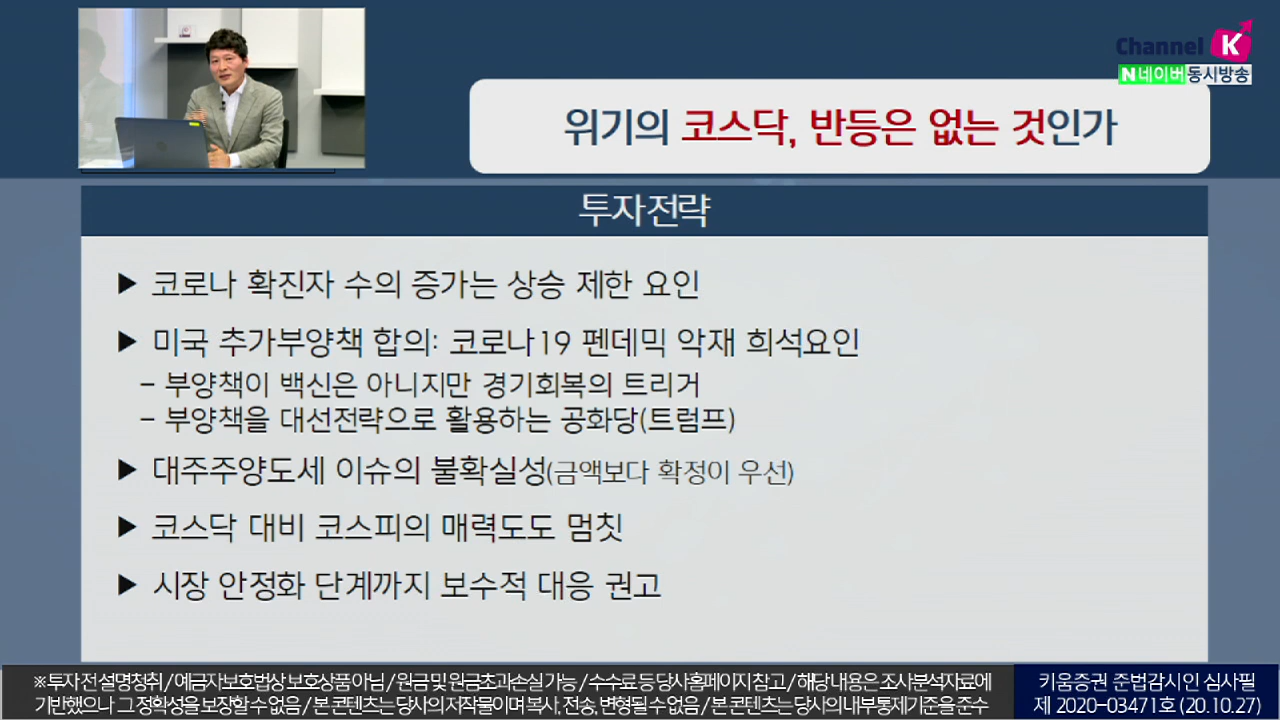 Channel K
N 네이버 동시방송
위기의 코스닥, 반등은 없는 것인가
투자전략
▶ 코로나 확진자 수의 증가는 상승 제한 요인
▶ 미국 추가부양책 합의: 코로나19 펜데믹 악재 희석요인
- 부양책이 백신은 아니지만 경기회복의 트리거
- 부양책을 대선전략으로 활용하는 공화당(트럼프)
▶ 대주주양도세 이슈의 불확실성(금액보다 확정이 우선)
▶ 코스닥 대비 코스피의 매력도도 멈칫
▶ 시장 안정화 단계까지 보수적 대응 권고
※ 투자 전 설명청취 / 예금자보호법상 보호상품 아님 / 원금 및 원금초과손실 가능 / 수수료 등 당사홈페이지 참고 / 해당 내용은 조사분석자료에
기반했으나 그 정확성을 보장할 수 없음 / 본 콘텐츠는 당사의 저작물이며 복사, 전송, 변형될 수 없음 / 본 콘텐츠는 당사의 내부통제기준을 준수
키움증권 준법감시인 심사필
제 2020-03471호 (20.10.27)